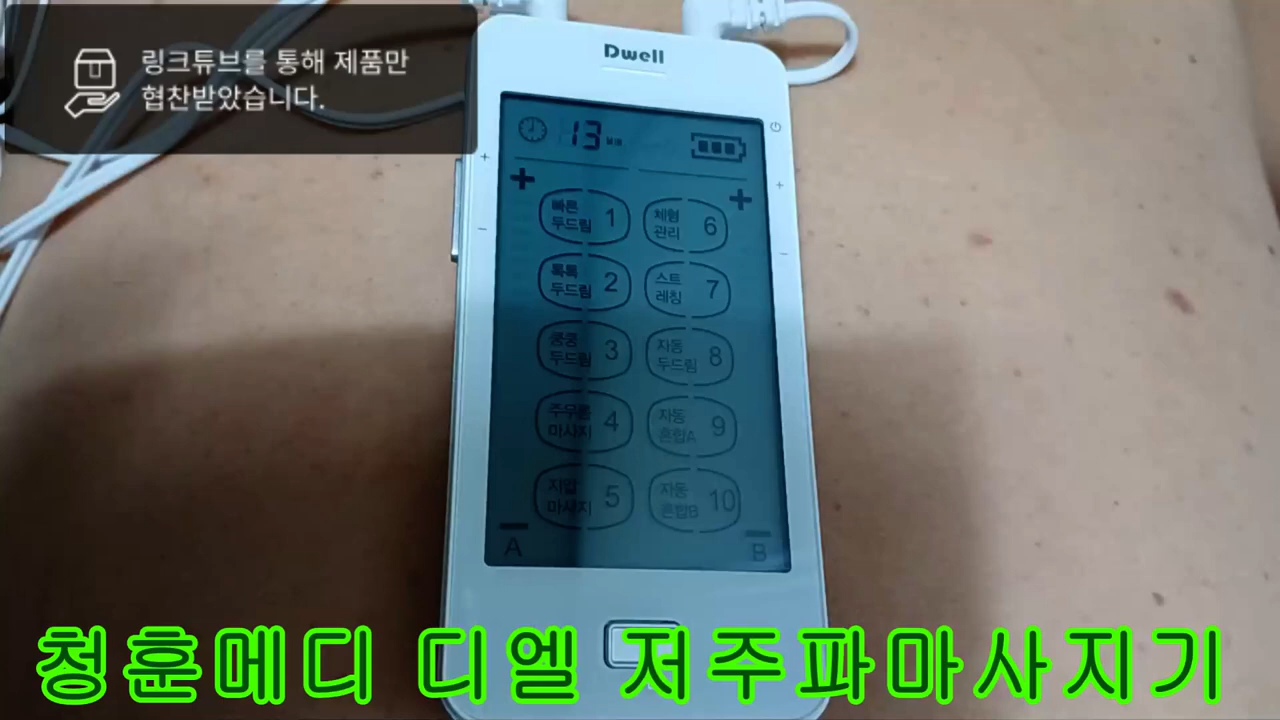 링크튜브를 통해 제품만
협찬받았습니다.
Dwell
13 MIN
+ +
빠른
두드림 1
체형
관리 6
톡톡
두드림 2
스트
레칭 7
쿵쿵
두드림 3
자동
두드림 8
주무름
마사지 4
자동
혼합A 9
지압
마사지 5
자동
혼합B 10
A B
청훈메디 디엘 저주파마사지기